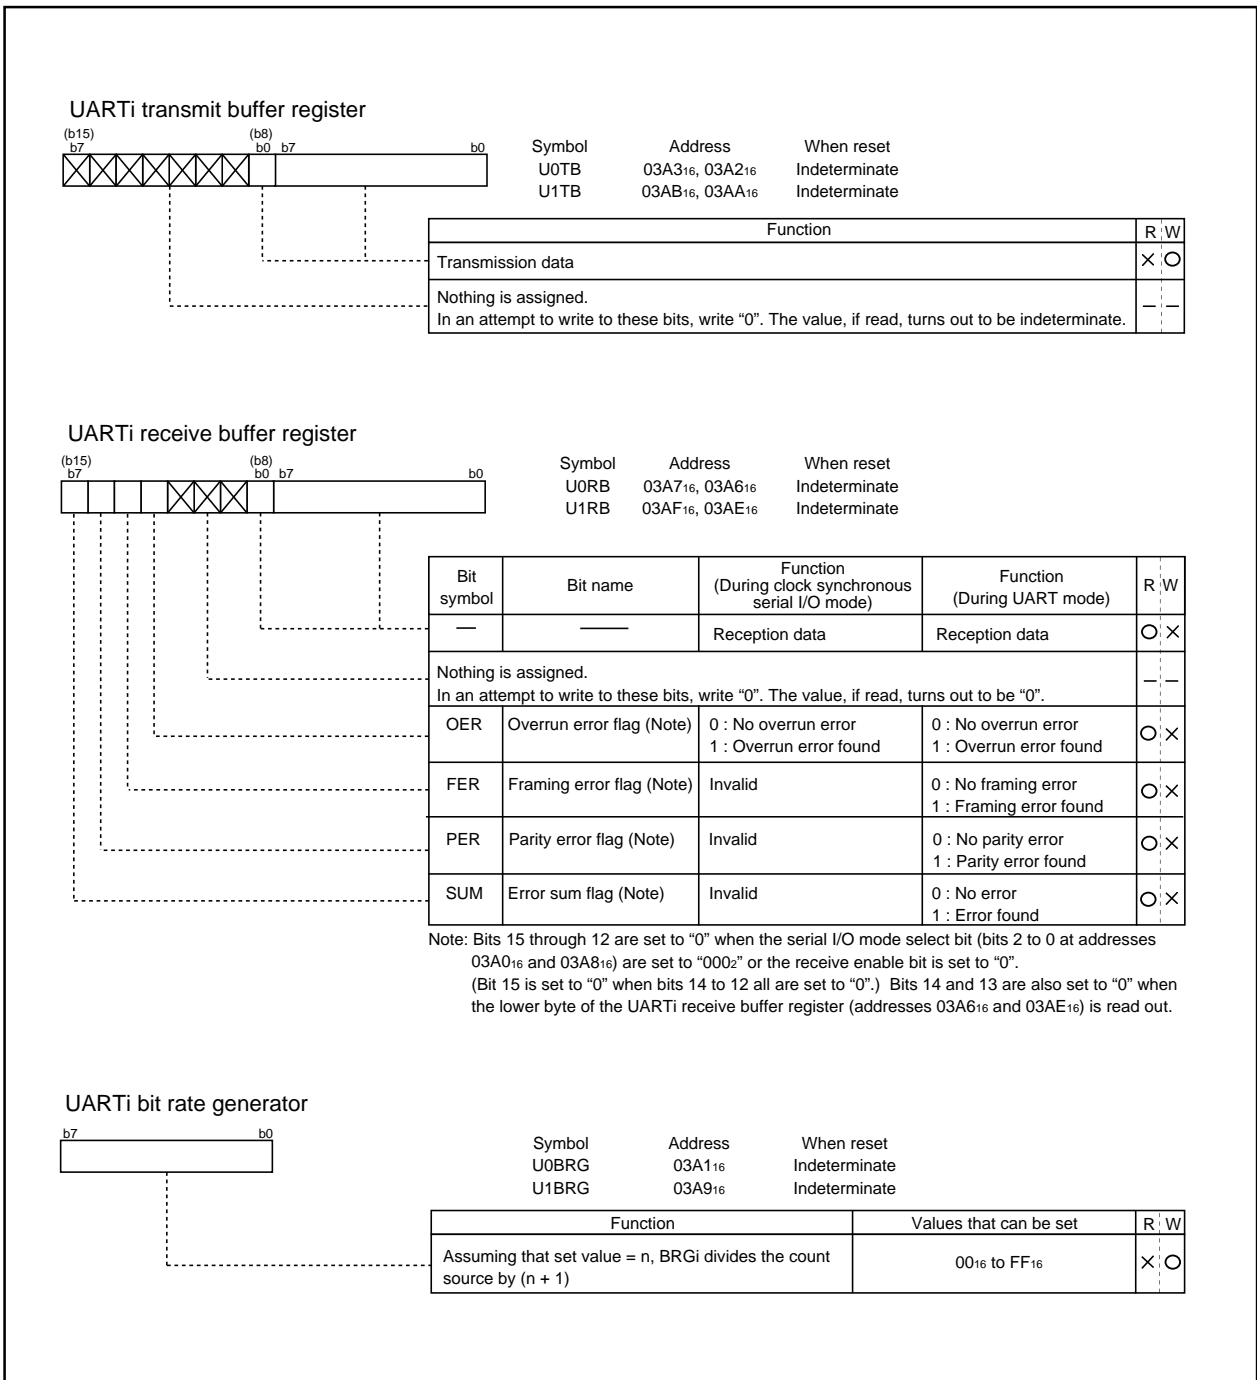 UARTi transmit buffer register
(b15) (b8)
b7 b0 b7 b0
Symbol Address When reset
U0TB 03A316, 03A216 Indeterminate
U1TB 03AB16, 03AA16 Indeterminate
Function R W
Transmission data
Nothing is assigned.
In an attempt to write to these bits, write “0”. The value, if read, turns out to be indeterminate.
UARTi receive buffer register
(b15) (b8)
b7 b0 b7 b0
Symbol Address When reset
U0RB 03A716, 03A616 Indeterminate
U1RB 03AF16, 03AE16 Indeterminate
Bit symbol Bit name Function (During clock synchronous serial I/O mode) Function (During UART mode) R W
Reception data Reception data
Nothing is assigned.
In an attempt to write to these bits, write “0”. The value, if read, turns out to be “0”.
OER Overrun error flag (Note) 0 : No overrun error 0 : No overrun error
1 : Overrun error found 1 : Overrun error found
FER Framing error flag (Note) Invalid 0 : No framing error
1 : Framing error found
PER Parity error flag (Note) Invalid 0 : No parity error
1 : Parity error found
SUM Error sum flag (Note) Invalid 0 : No error
1 : Error found
Note: Bits 15 through 12 are set to “0” when the serial I/O mode select bit (bits 2 to 0 at addresses
03A016 and 03A816) are set to “0002” or the receive enable bit is set to “0”.
(Bit 15 is set to “0” when bits 14 to 12 all are set to “0”.) Bits 14 and 13 are also set to “0” when
the lower byte of the UARTi receive buffer register (addresses 03A616 and 03AE16) is read out.
UARTi bit rate generator
b7 b0
Symbol Address When reset
U0BRG 03A116 Indeterminate
U1BRG 03A916 Indeterminate
Function Values that can be set R W
Assuming that set value = n, BRGi divides the count
source by (n + 1)
0016 to FF16